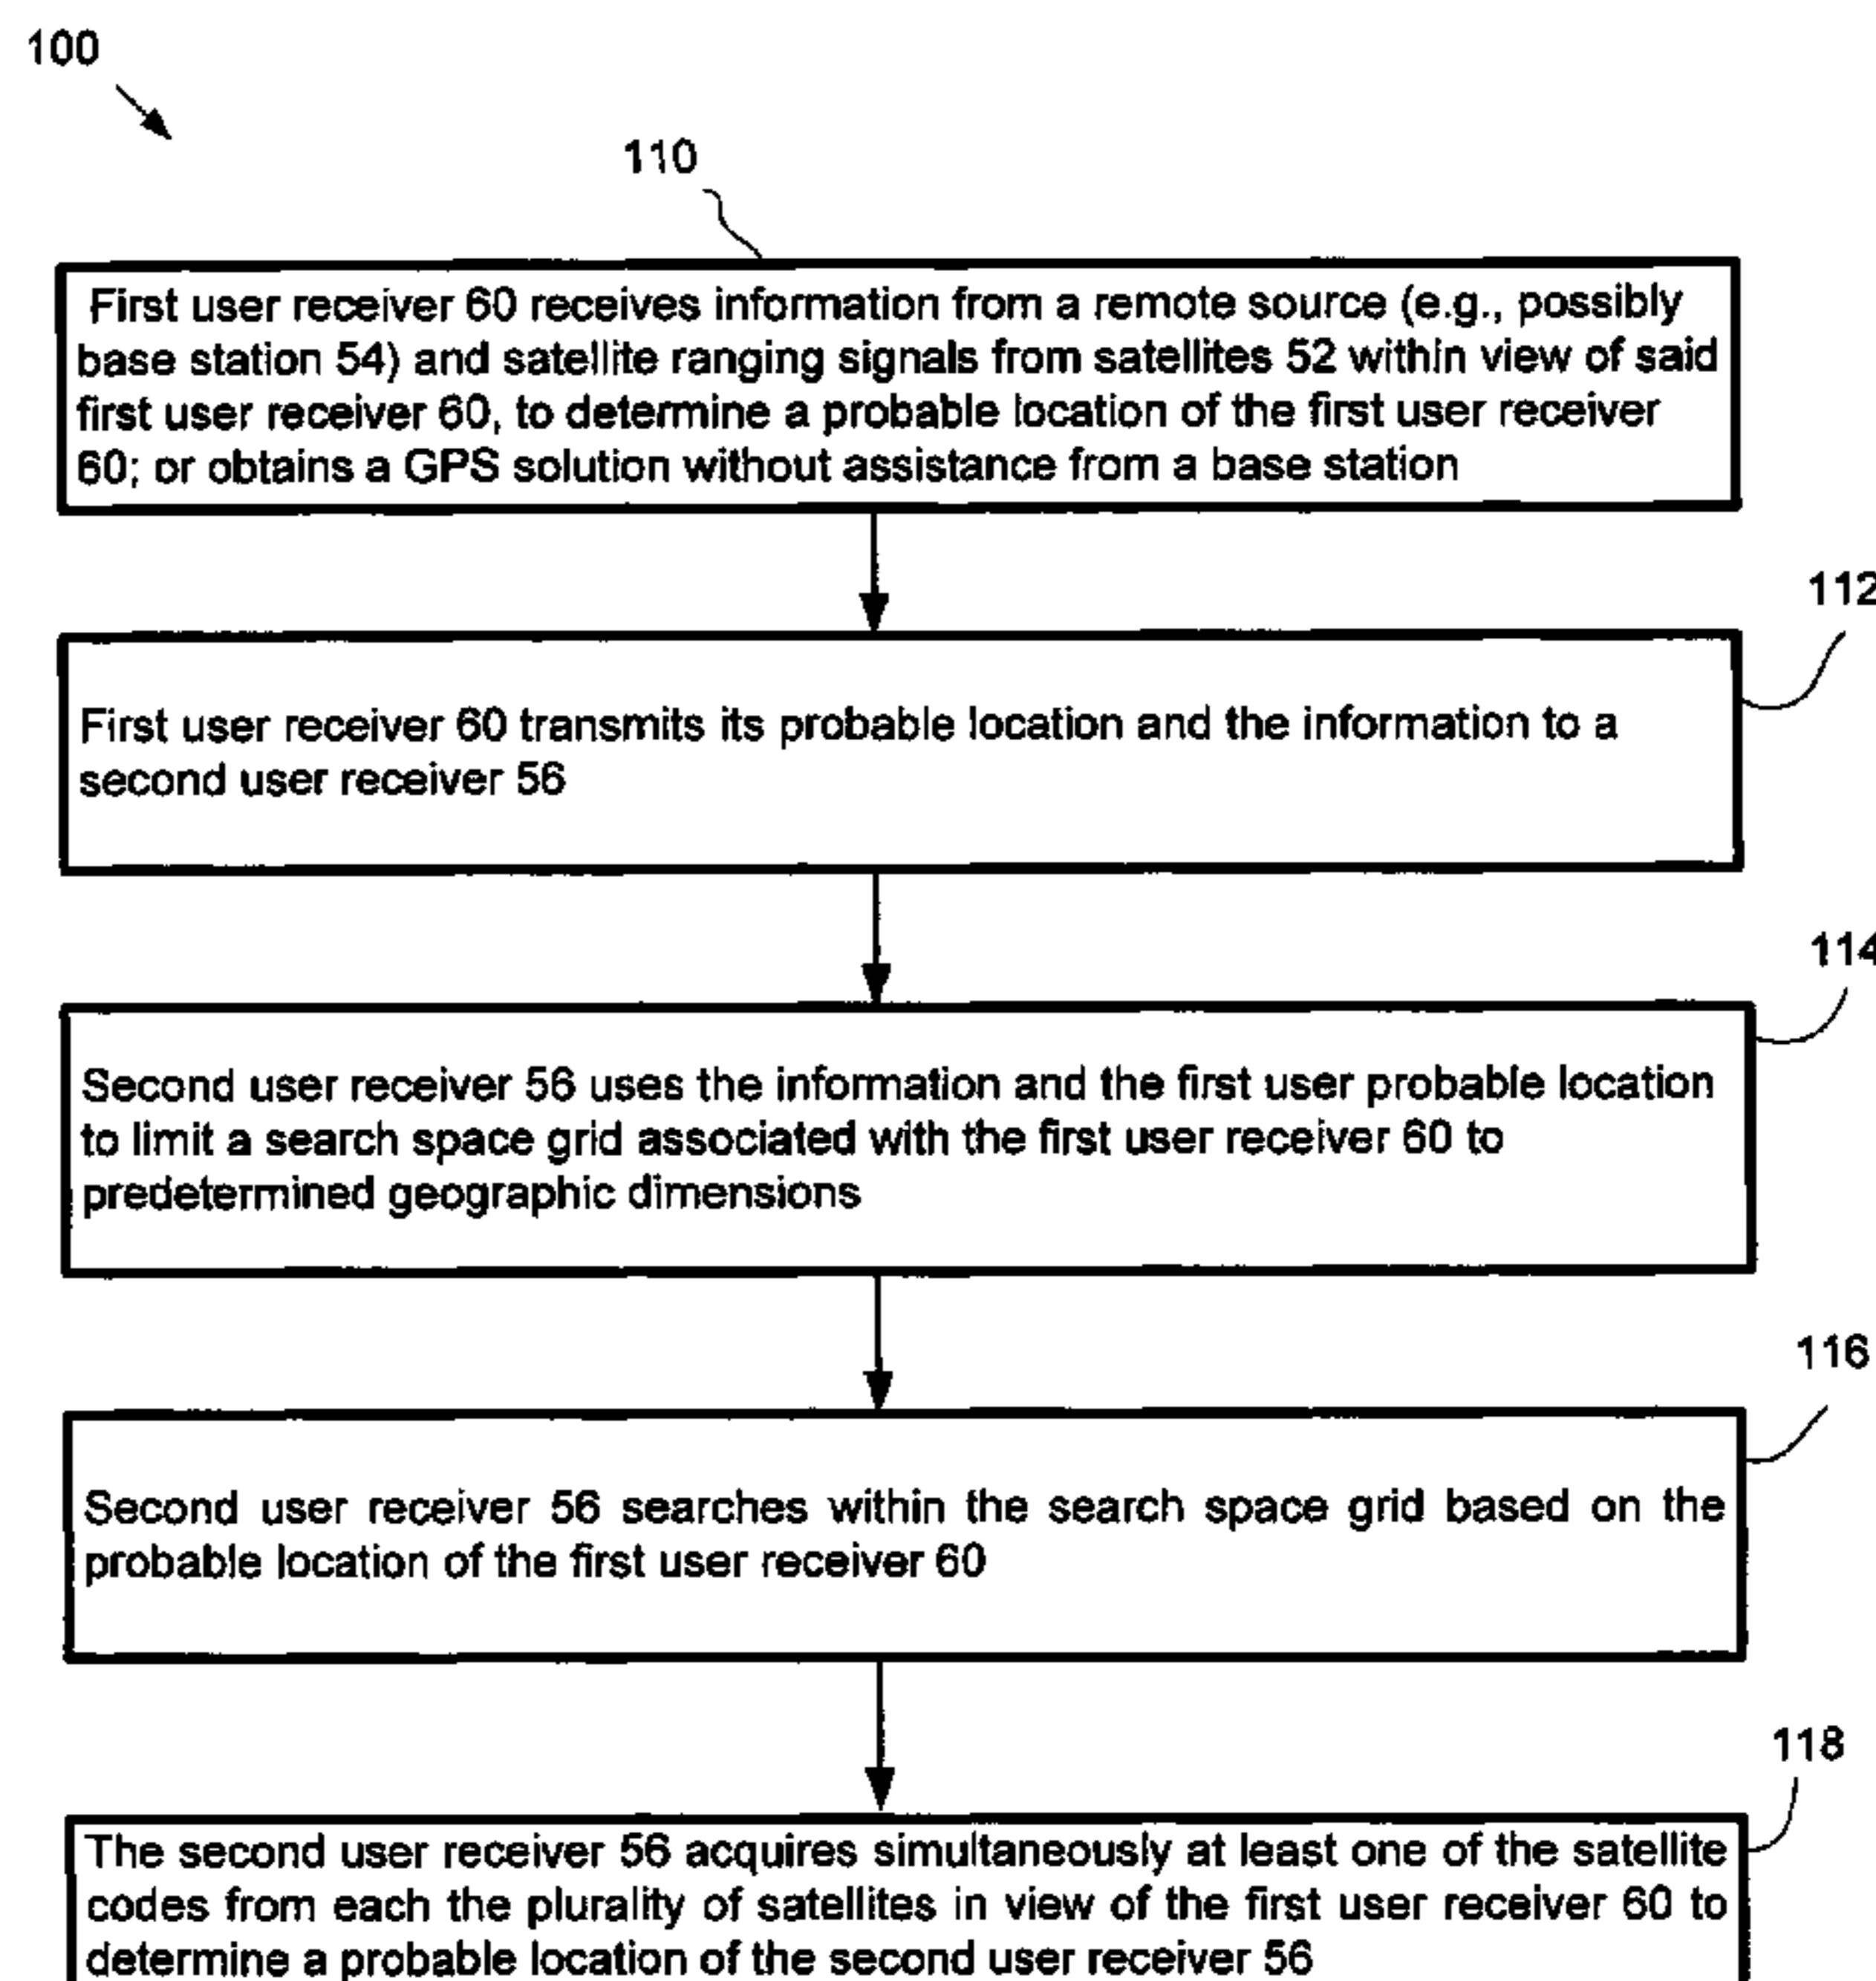 100
110
First user receiver 60 receives information from a remote source (e.g., possibly
base station 54) and satellite ranging signals from satellites 52 within view of said
first user receiver 60, to determine a probable location of the first user receiver
60; or obtains a GPS solution without assistance from a base station
112
First user receiver 60 transmits its probable location and the information to a
second user receiver 56
114
Second user receiver 56 uses the information and the first user probable location
to limit a search space grid associated with the first user receiver 60 to
predetermined geographic dimensions
116
Second user receiver 56 searches within the search space grid based on the
probable location of the first user receiver 60
118
The second user receiver 56 acquires simultaneously at least one of the satellite
codes from each the plurality of satellites in view of the first user receiver 60 to
determine a probable location of the second user receiver 56